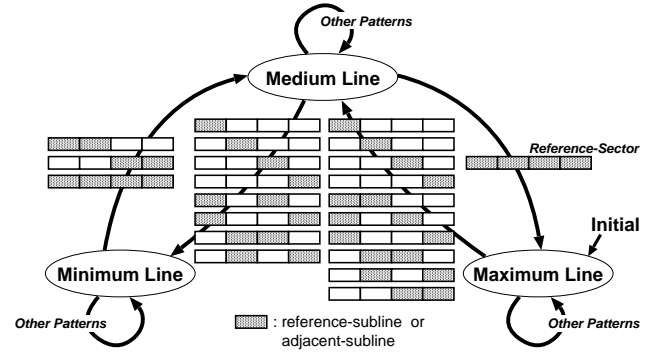 Other Patterns
Medium Line
Reference-Sector
Initial
Minimum Line
Maximum Line
Other Patterns
: reference-subline or
adjacent-subline
Other Patterns